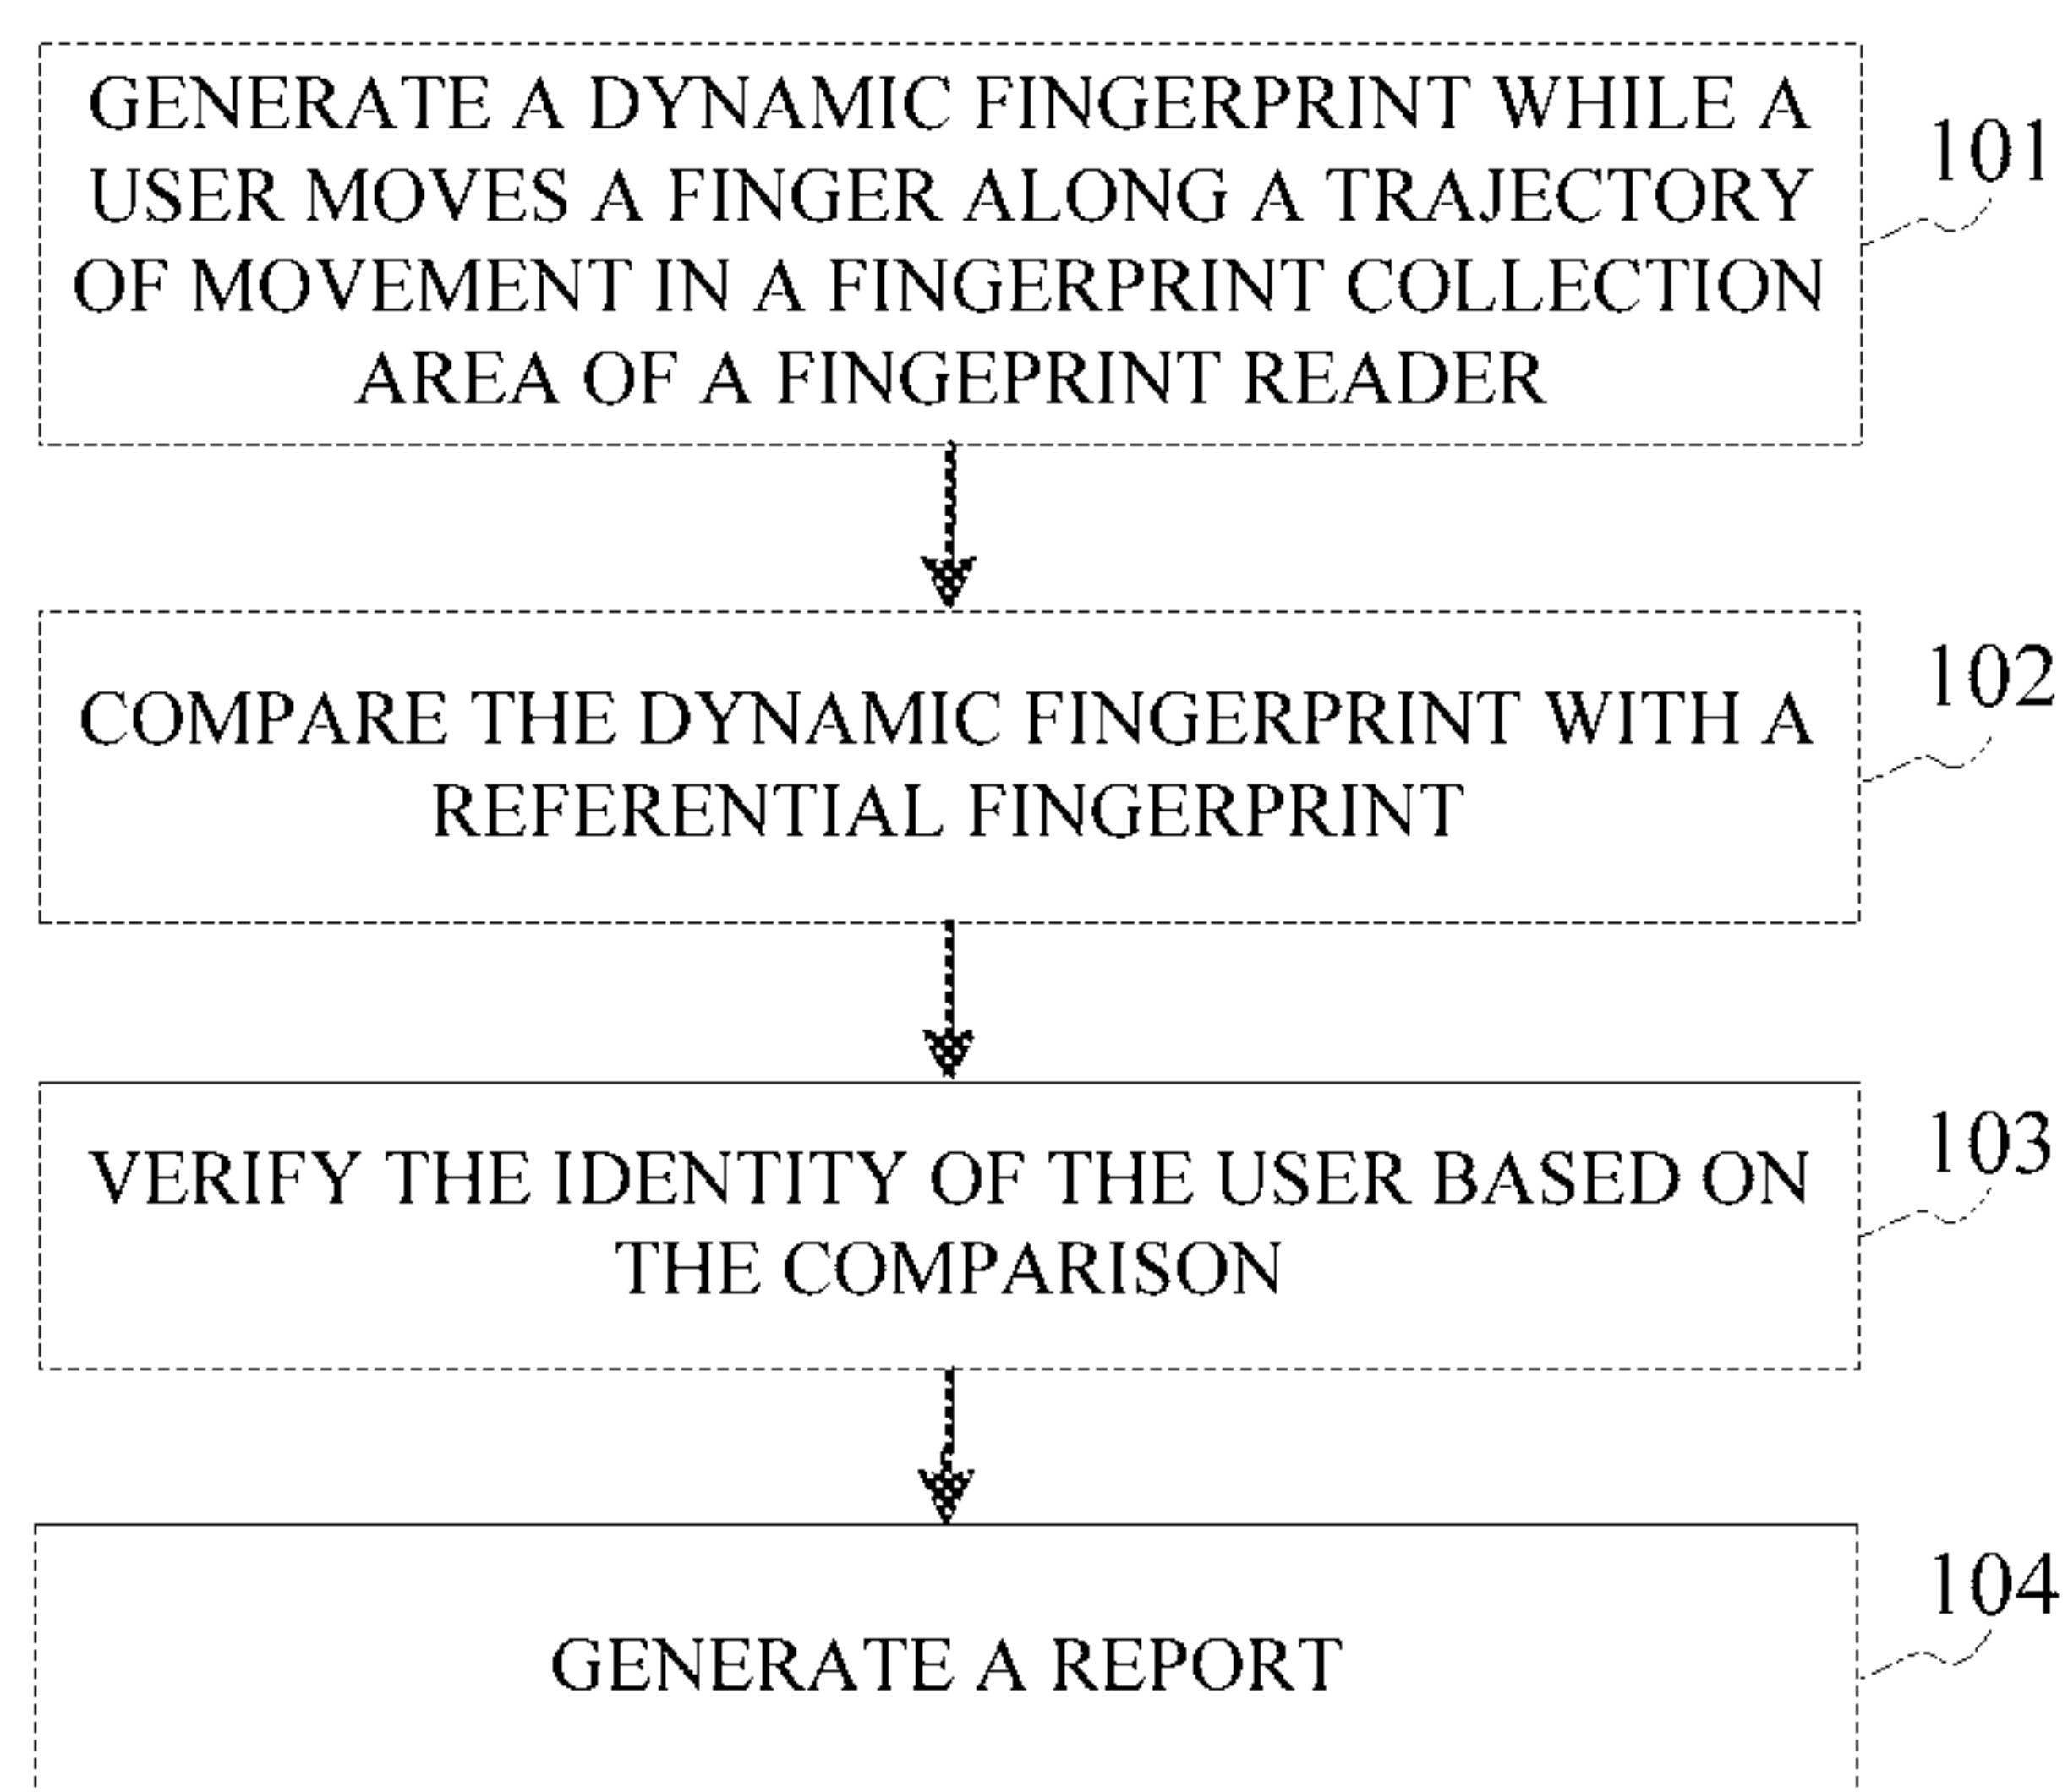 GENERATE A DYNAMIC FINGERPRINT WHILE A
USER MOVES A FINGER ALONG A TRAJECTORY
OF MOVEMENT IN A FINGERPRINT COLLECTION
AREA OF A FINGEPRINT READER
101
COMPARE THE DYNAMIC FINGERPRINT WITH A
REFERENTIAL FINGERPRINT
102
VERIFY THE IDENTITY OF THE USER BASED ON
THE COMPARISON
103
GENERATE A REPORT
104